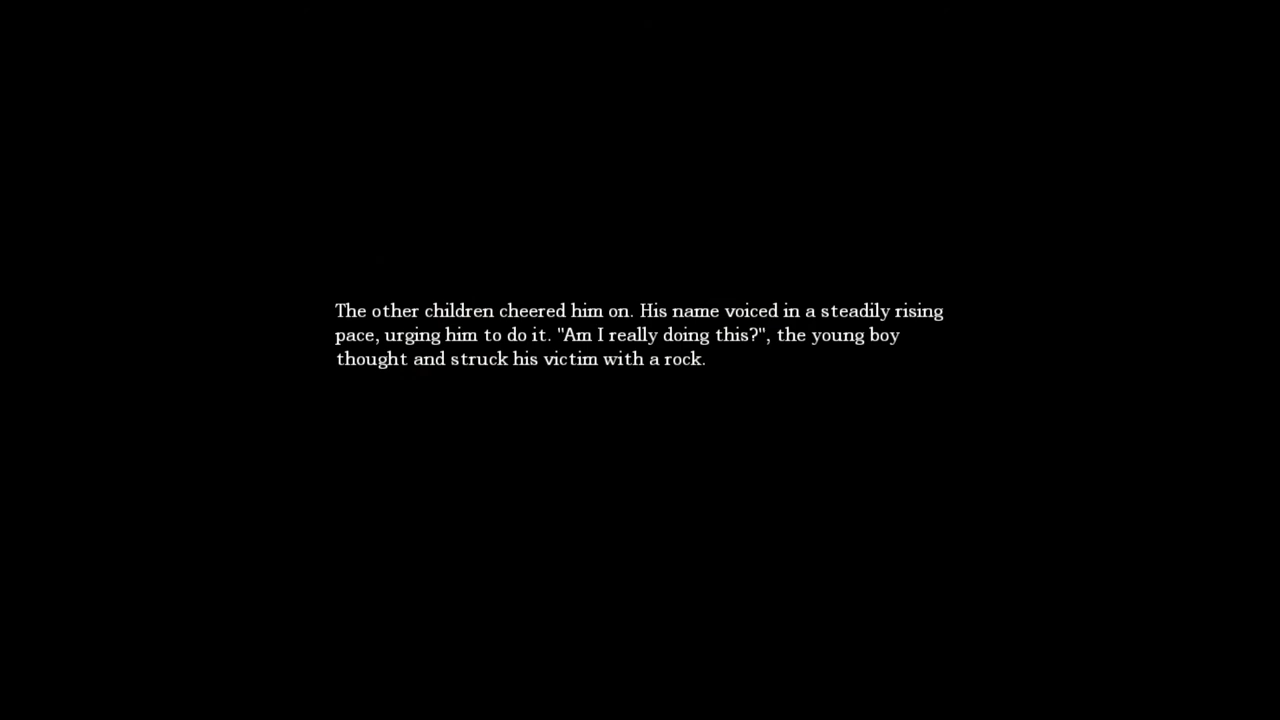 The other children cheered him on. His name voiced in a steadily rising
pace, urging him to do it. "Am I really doing this?", the young boy
thought and struck his victim with a rock.